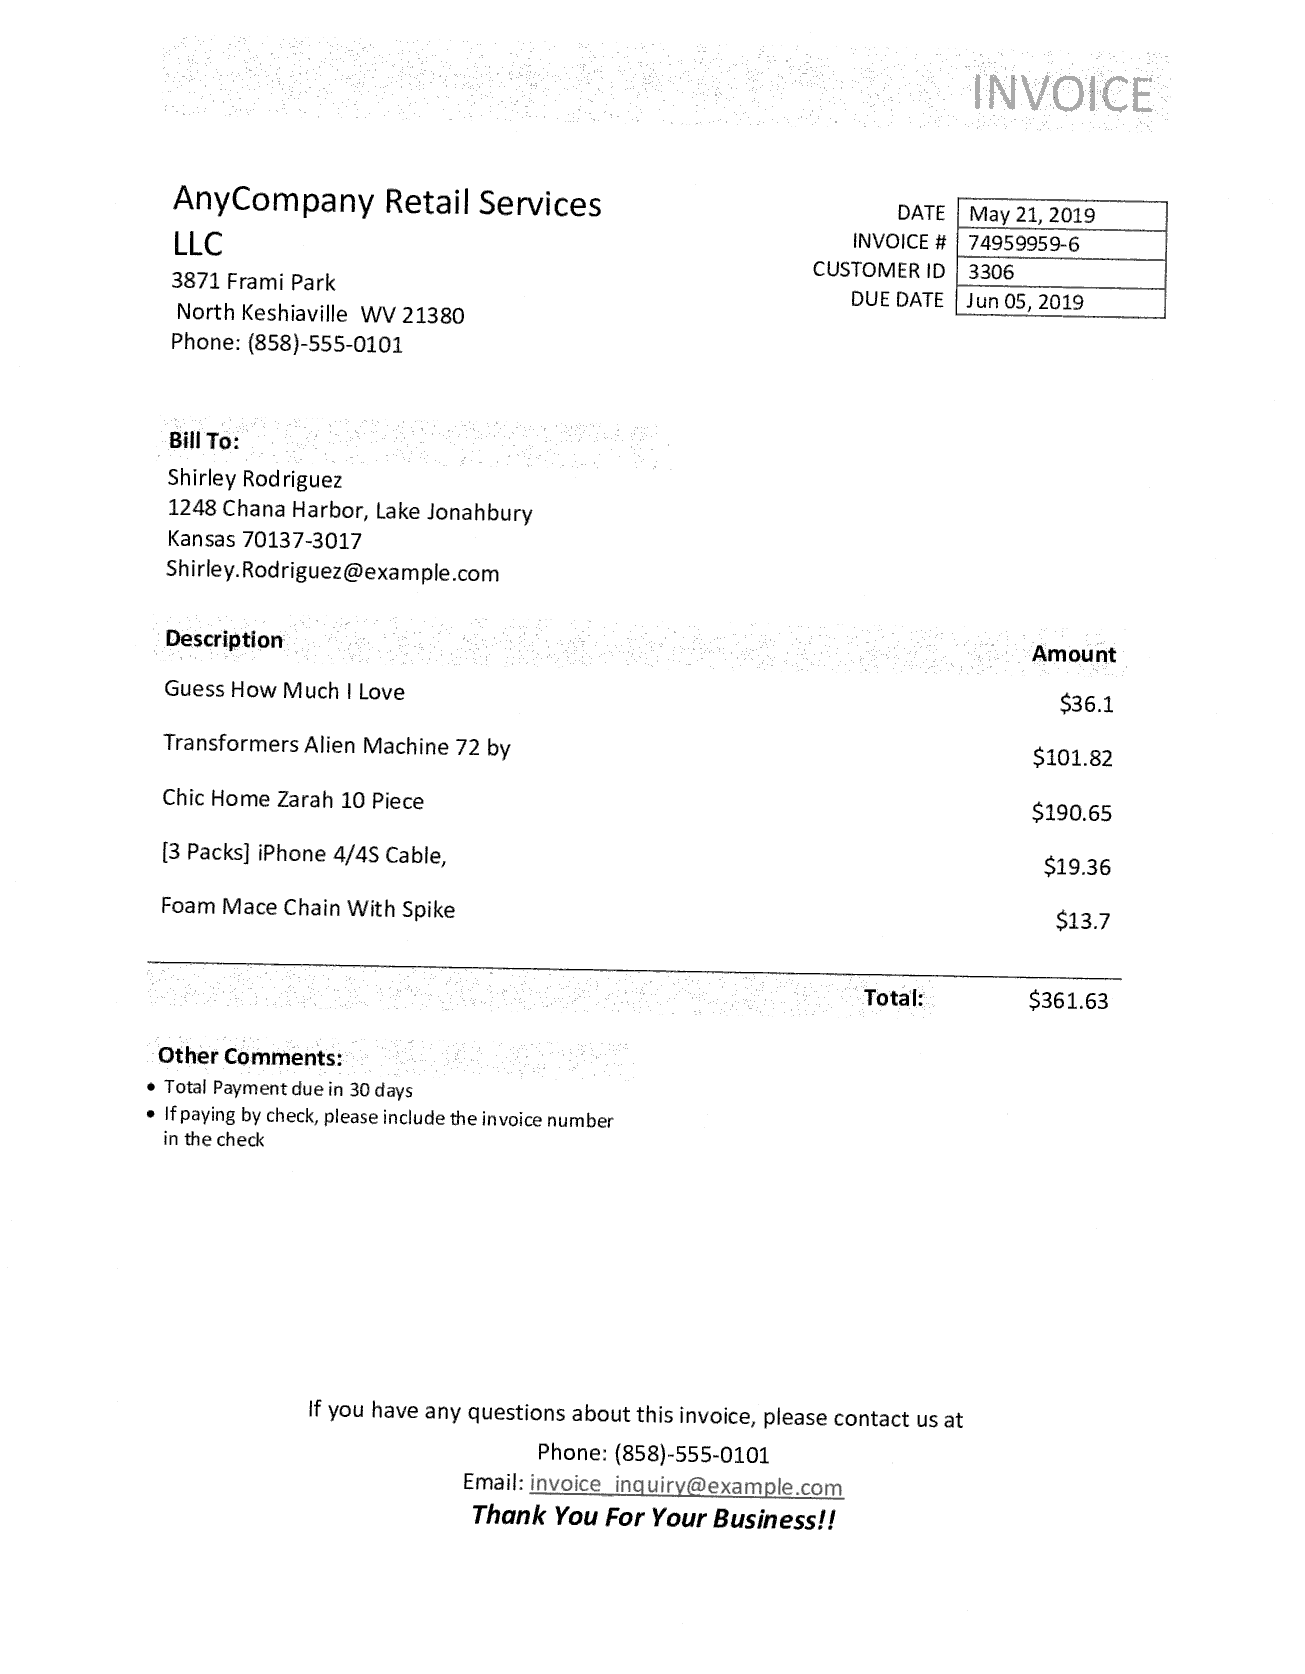 INVOICE
AnyCompany Retail Services
LLC
3871 Frami Park
North Keshiaville WV 21380
Phone: (858)-555-0101
DATE May 21, 2019
INVOICE # 74959959-6
CUSTOMER ID 3306
DUE DATE Jun 05, 2019
Bill To:
Shirley Rodriguez
1248 Chana Harbor, Lake Jonahbury
Kansas 70137-3017
Shirley.Rodriguez@example.com
Description Amount
Guess How Much I Love $36.1
Transformers Alien Machine 72 by $101.82
Chic Home Zarah 10 Piece $190.65
[3 Packs] iPhone 4/4S Cable, $19.36
Foam Mace Chain With Spike $13.7
Total: $361.63
Other Comments:
• Total Payment due in 30 days
• If paying by check, please include the invoice number
in the check
If you have any questions about this invoice, please contact us at
Phone: (858)-555-0101
Email: invoice_inquiry@example.com
Thank You For Your Business!!